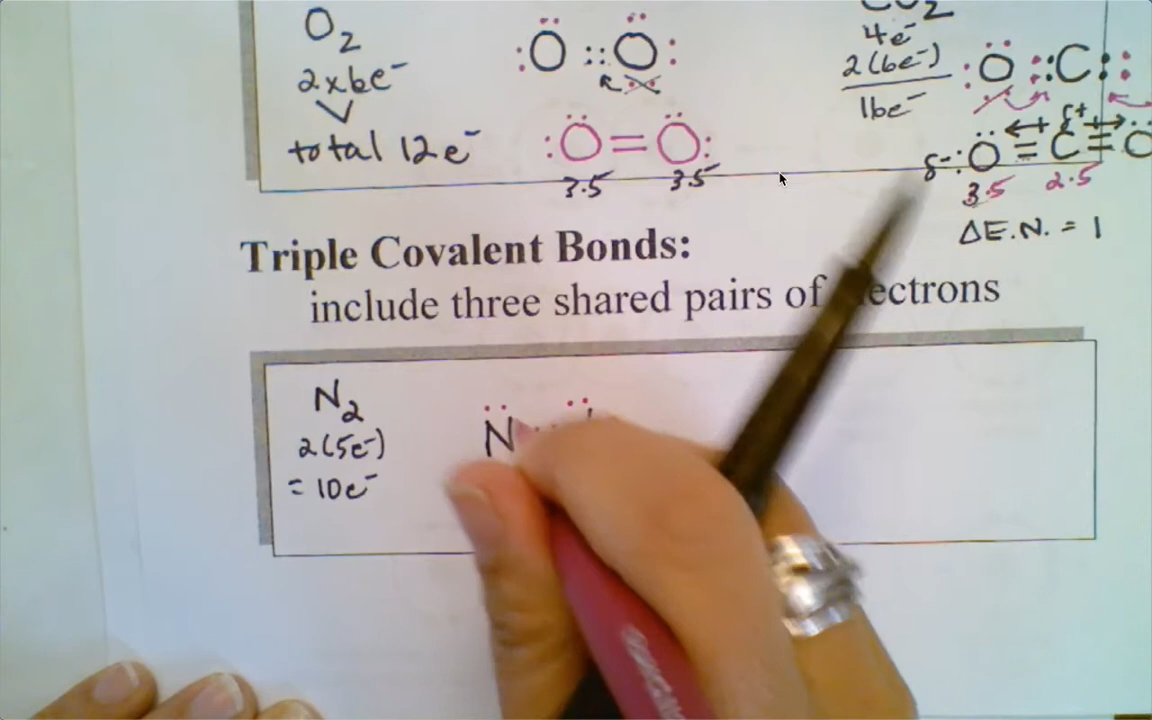 O2
2x6e-
total 12e-
:O::O:
:O=O:
3.5 3.5
CO2
4e-
2(6e-)
16e-
:O::C:
δ+
δ-:O=C=O
3.5 2.5
ΔE.N. = 1
Triple Covalent Bonds:
include three shared pairs of
N2
2(5e-)
= 10e-
N